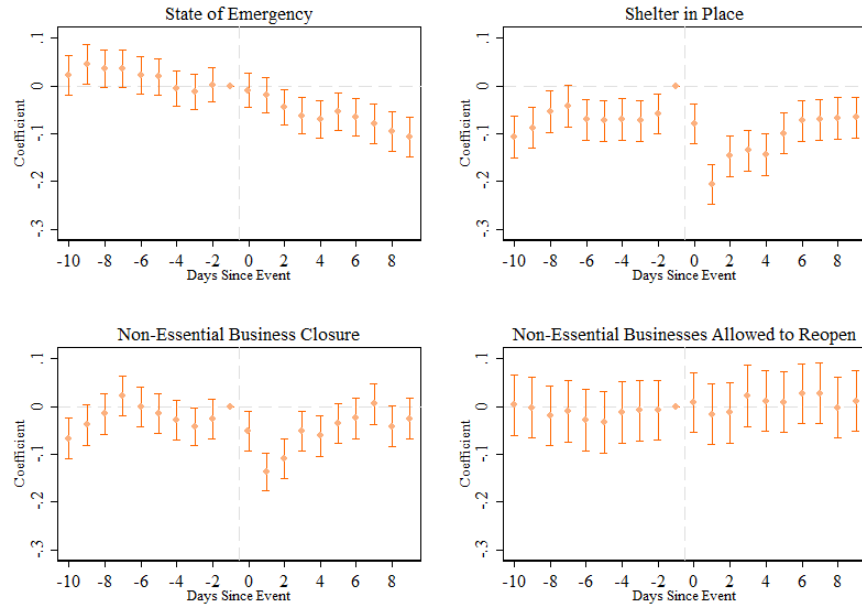 State of Emergency
.1
0
-.1
-.2
-.3
Coefficient
-10 -8 -6 -4 -2 0 2 4 6 8
Days Since Event
Shelter in Place
.1
0
-.1
-.2
-.3
Coefficient
-10 -8 -6 -4 -2 0 2 4 6 8
Days Since Event
Non-Essential Business Closure
.1
0
-.1
-.2
-.3
Coefficient
-10 -8 -6 -4 -2 0 2 4 6 8
Days Since Event
Non-Essential Businesses Allowed to Reopen
.1
0
-.1
-.2
-.3
Coefficient
-10 -8 -6 -4 -2 0 2 4 6 8
Days Since Event